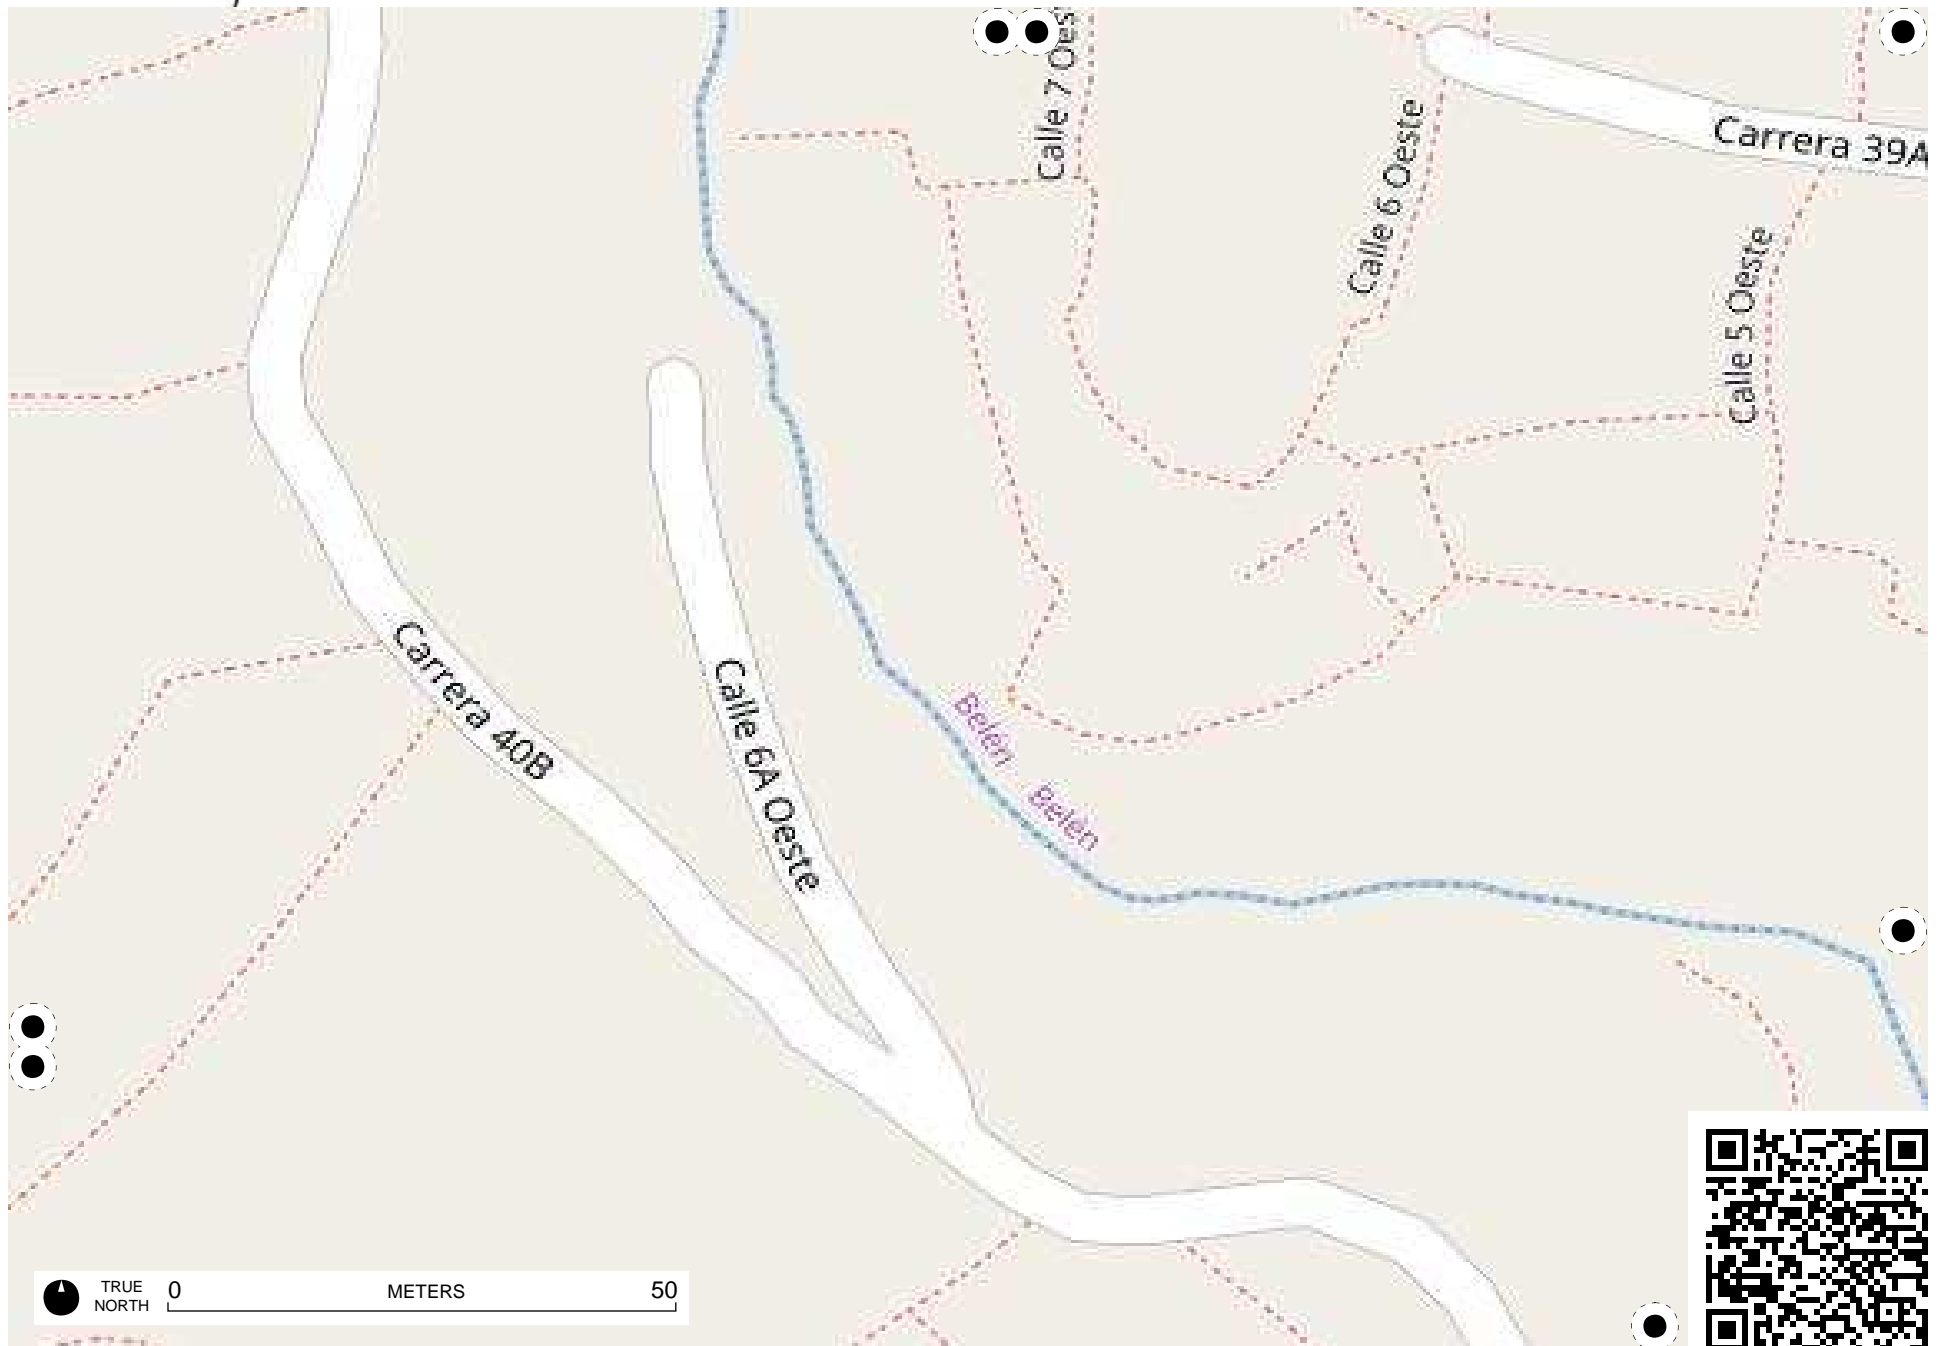 Calle 7 Oes
Calle 6 Oeste
Carrera 39A
Calle 5 Oeste
Carrera 40B
Calle 6A Oeste
Belén
Belén
TRUE
NORTH
0 METERS 50